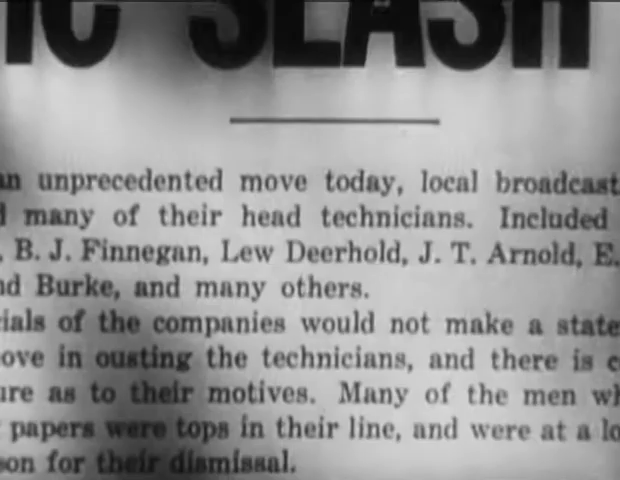 IC SLASH
an unprecedented move today, local broadcast
d many of their head technicians. Included
, B. J. Finnegan, Lew Deerhold, J. T. Arnold, E.
nd Burke, and many others.
cials of the companies would not make a state
ove in ousting the technicians, and there is c
ure as to their motives. Many of the men wh
papers were tops in their line, and were at a lo
son for their dismissal.